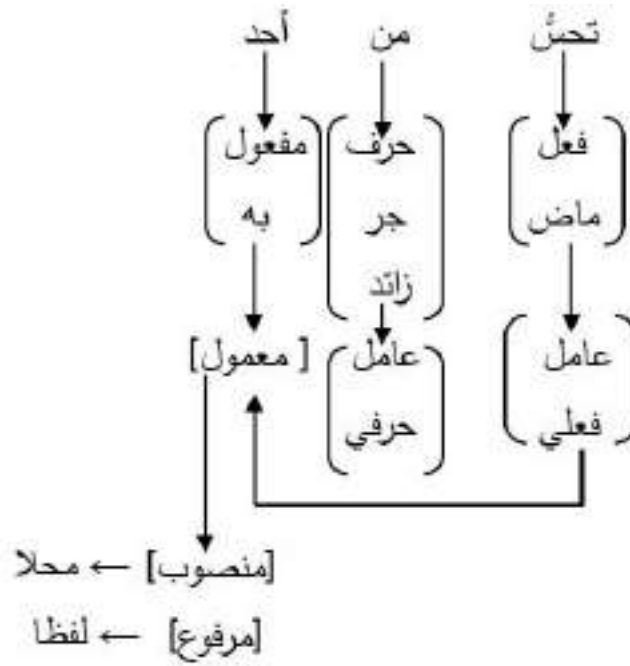 تحسُّ من أحد
فعل حرف مفعول
ماض جر به
زائد
عامل عامل [معمول]
فعلي حرفي
[منصوب] ← محلا
[مرفوع] ← لفظا